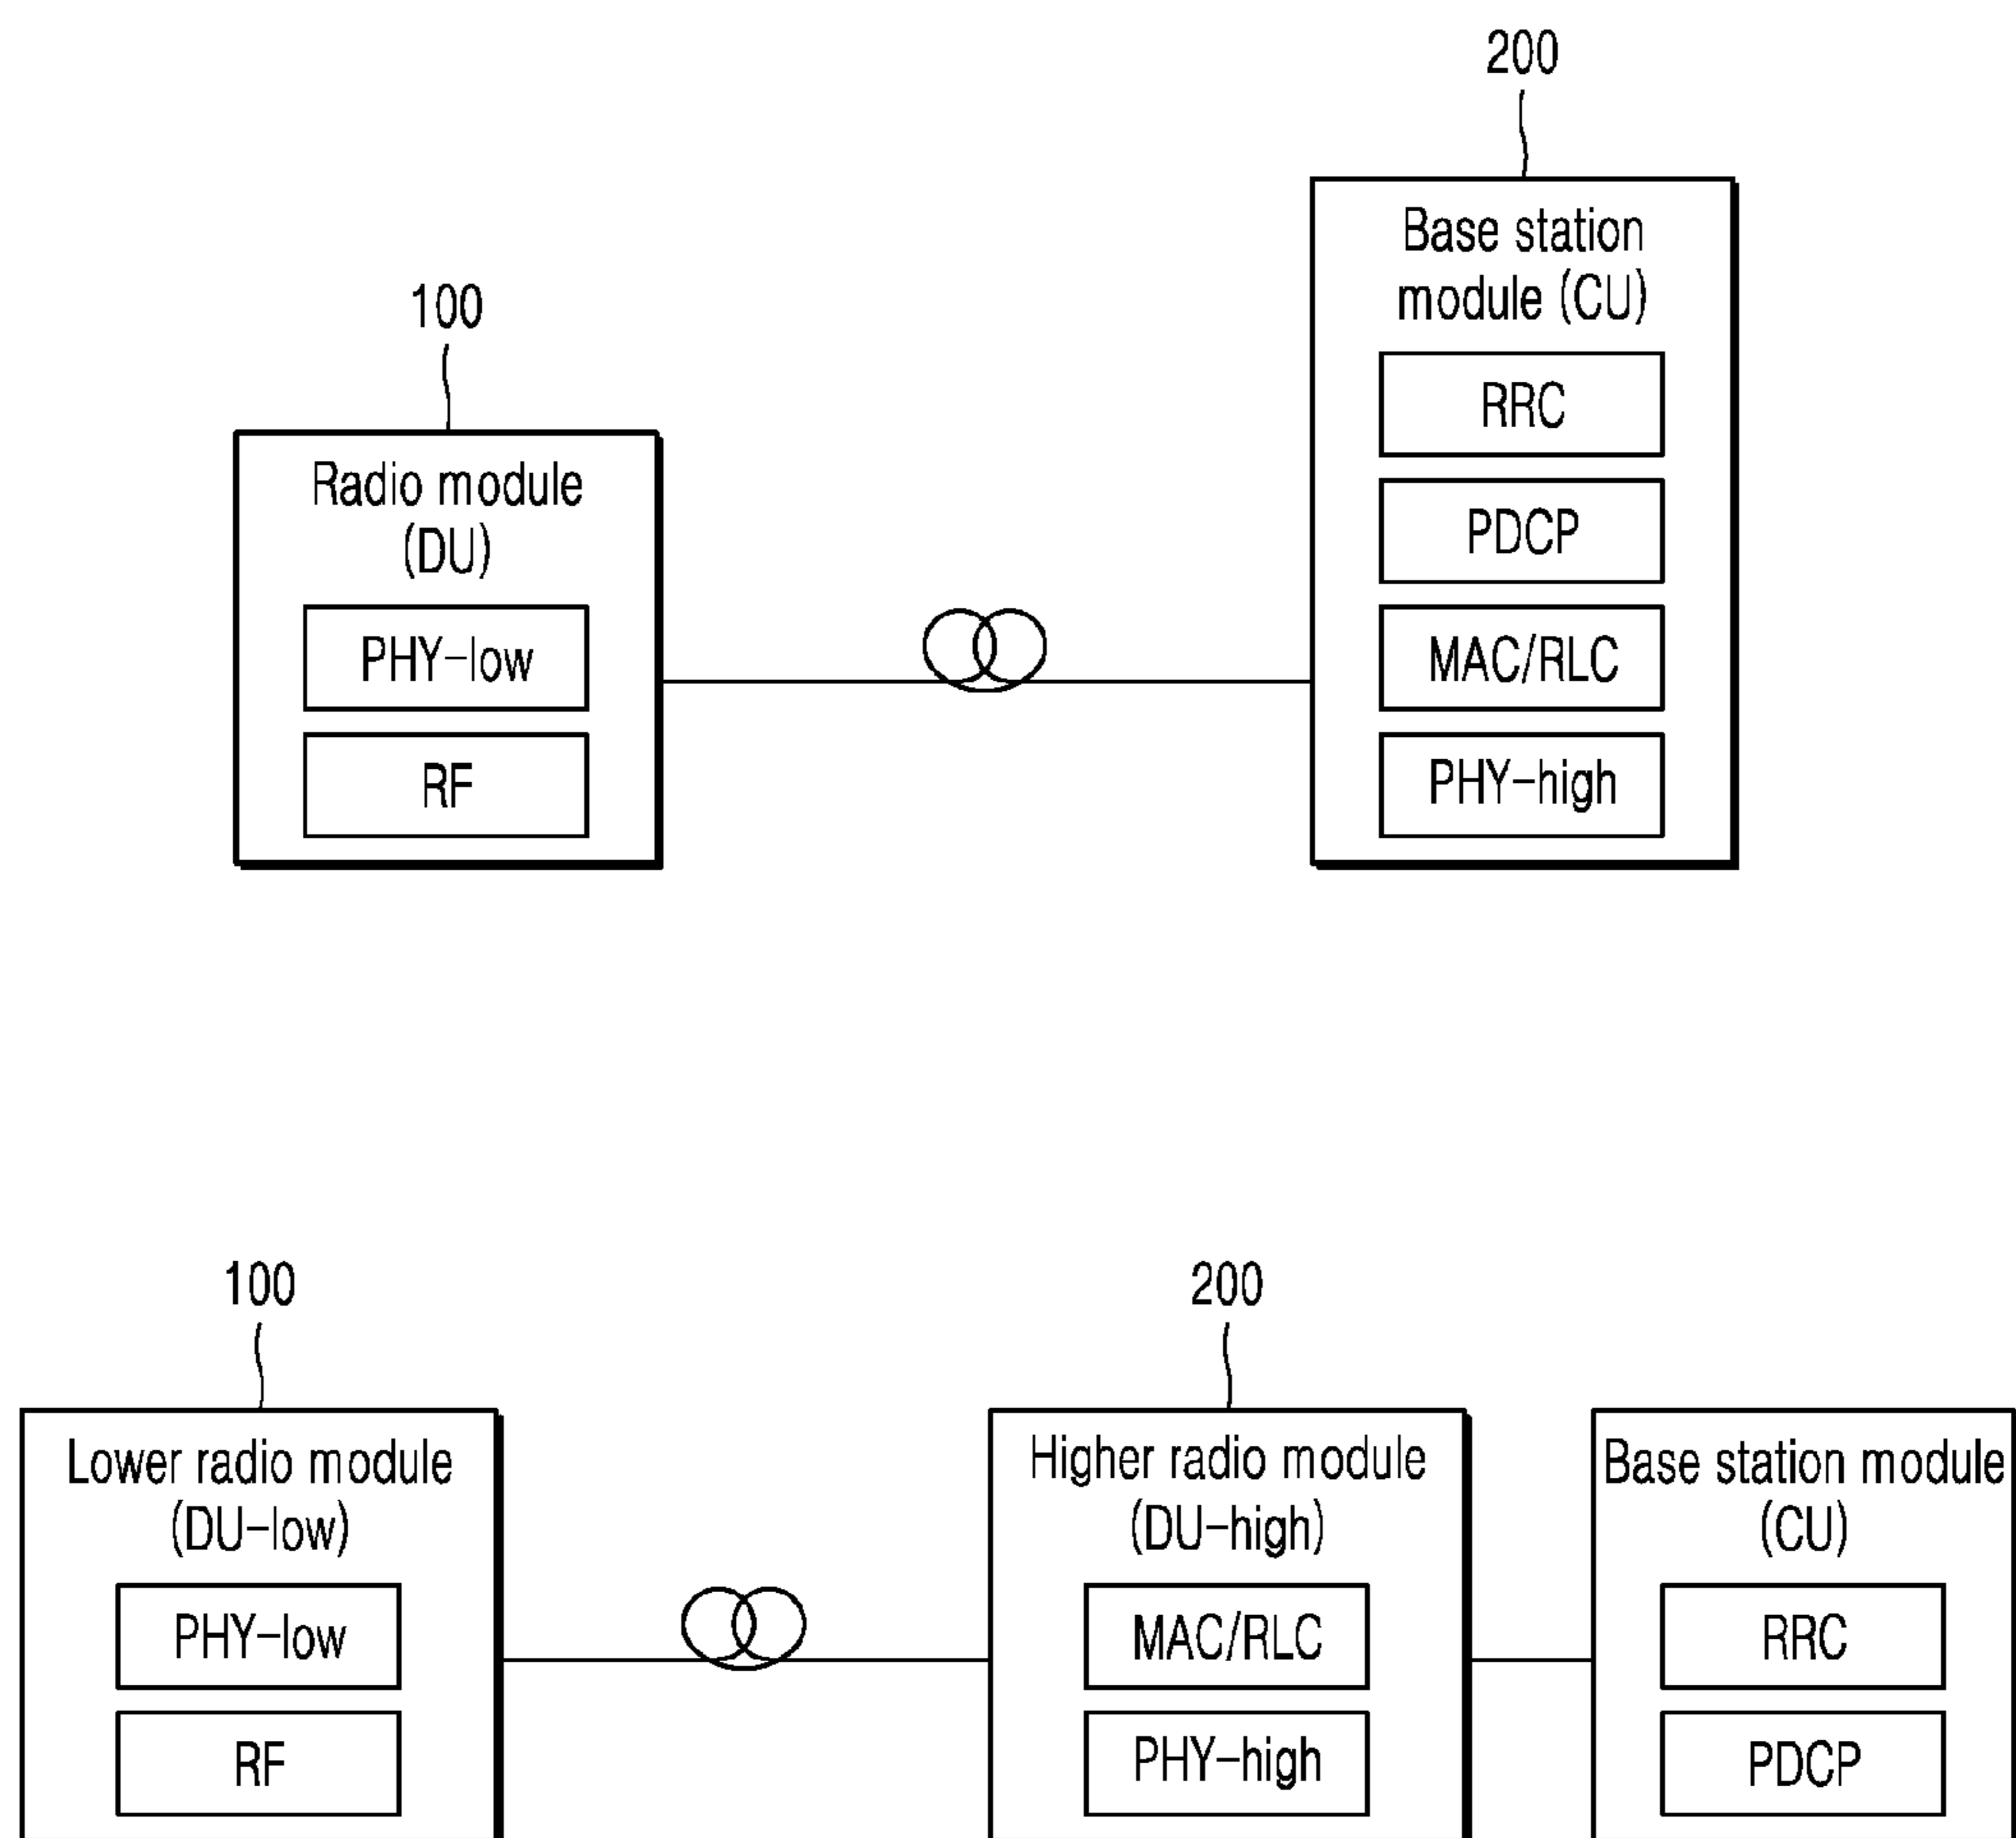 200
Base station
module (CU)
RRC
PDCP
MAC/RLC
PHY-high
100
Radio module
(DU)
PHY-low
RF
100
Lower radio module
(DU-low)
PHY-low
RF
200
Higher radio module
(DU-high)
MAC/RLC
PHY-high
Base station module
(CU)
RRC
PDCP